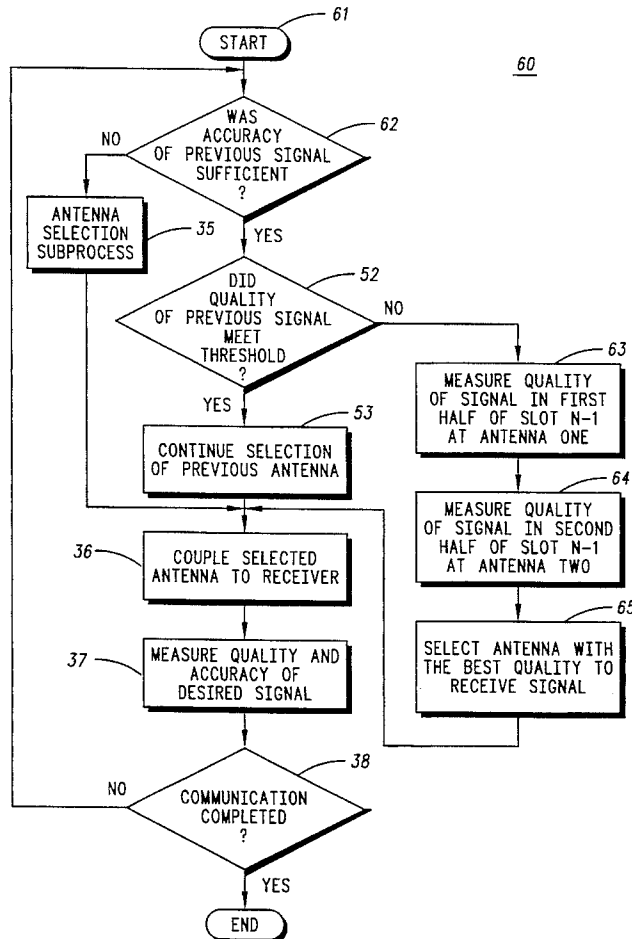 61
START
60
WAS
ACCURACY
OF PREVIOUS SIGNAL
SUFFICIENT
?
62
NO
YES
ANTENNA
SELECTION
SUBPROCESS
35
DID
QUALITY
OF PREVIOUS SIGNAL
MEET
THRESHOLD
?
52
NO
YES
53
CONTINUE SELECTION
OF PREVIOUS ANTENNA
63
MEASURE QUALITY
OF SIGNAL IN FIRST
HALF OF SLOT N-1
AT ANTENNA ONE
64
MEASURE QUALITY
OF SIGNAL IN SECOND
HALF OF SLOT N-1
AT ANTENNA TWO
65
SELECT ANTENNA WITH
THE BEST QUALITY TO
RECEIVE SIGNAL
36
COUPLE SELECTED
ANTENNA TO RECEIVER
37
MEASURE QUALITY AND
ACCURACY OF
DESIRED SIGNAL
38
NO
COMMUNICATION
COMPLETED
?
YES
END